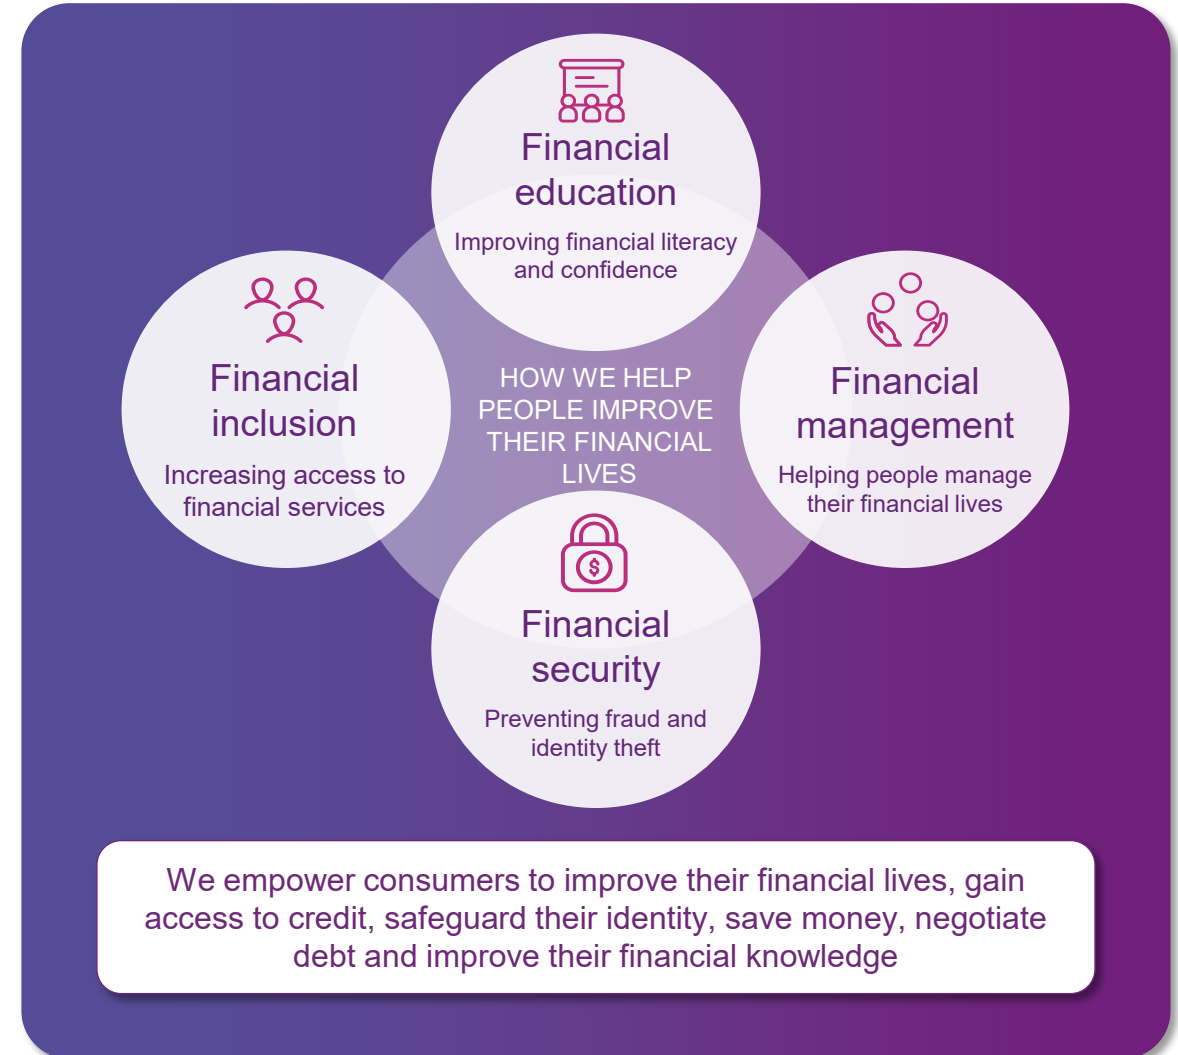 Financial
education
Improving financial literacy
and confidence
Financial
inclusion
Increasing access to
financial services
HOW WE HELP
PEOPLE IMPROVE
THEIR FINANCIAL
LIVES
Financial
management
Helping people manage
their financial lives
$
Financial
security
Preventing fraud and
identity theft
We empower consumers to improve their financial lives, gain
access to credit, safeguard their identity, save money, negotiate
debt and improve their financial knowledge